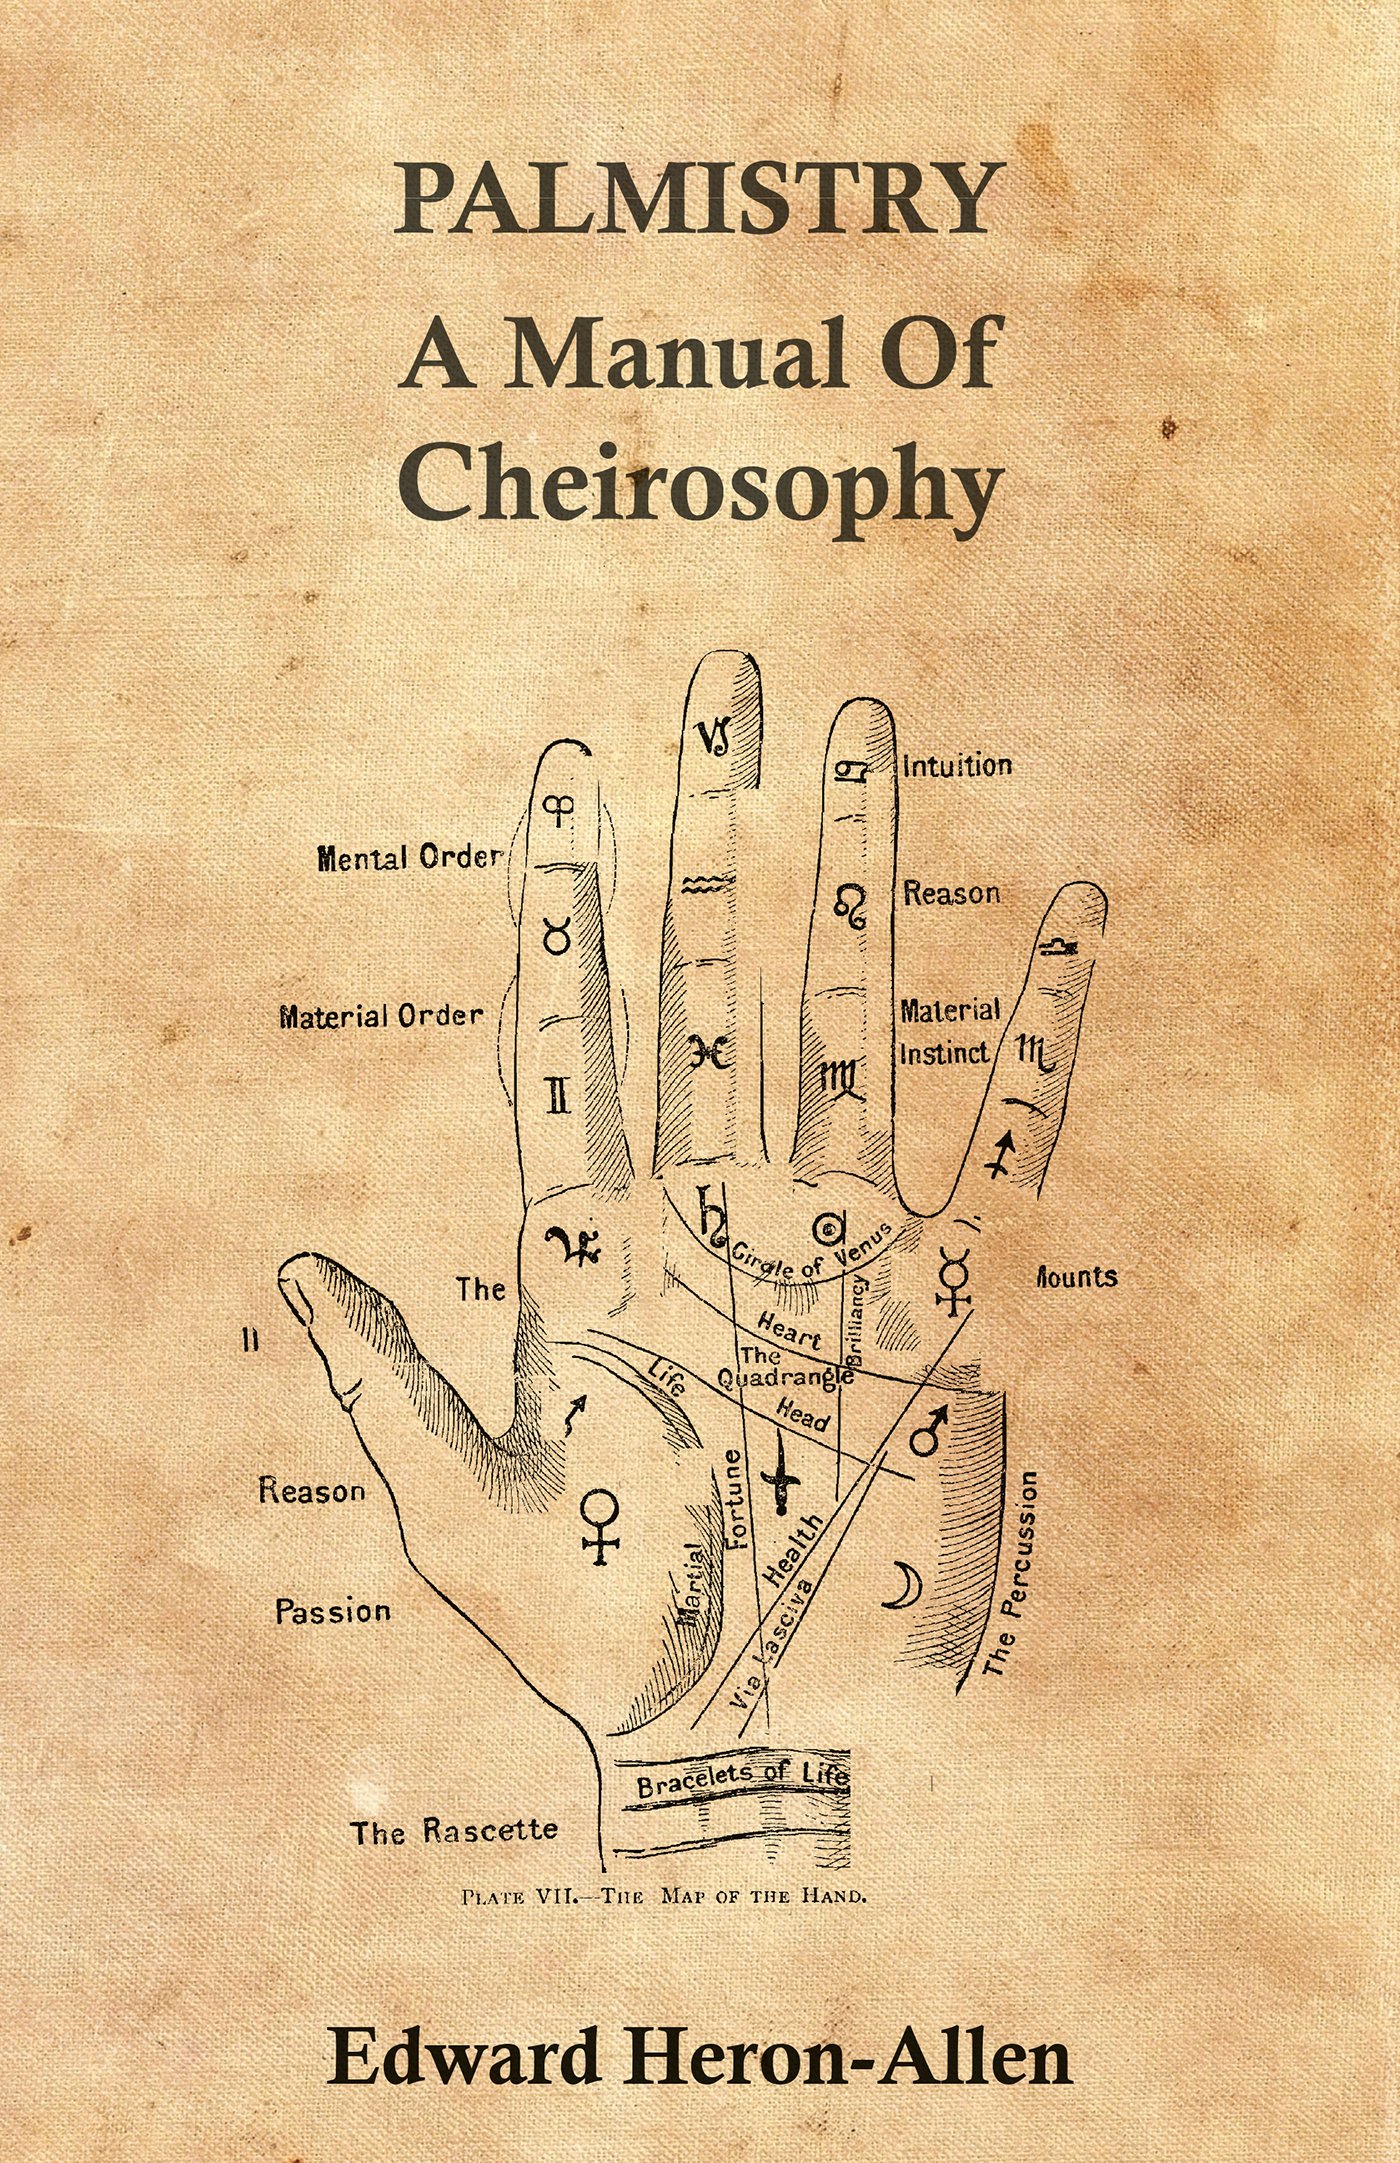 PALMISTRY
A Manual Of
Cheirosophy
Intuition
Mental Order
Reason
Material Order
Material
Instinct
Circle of Venus
The
Mounts
Brilliancy
Heart
The
Quadrangle
Life
Head
Fortune
Reason
Health
Martial
The Percussion
Passion
Via Lasciva
Bracelets of Life
The Rascette
PLATE VII.—THE MAP OF THE HAND.
Edward Heron-Allen